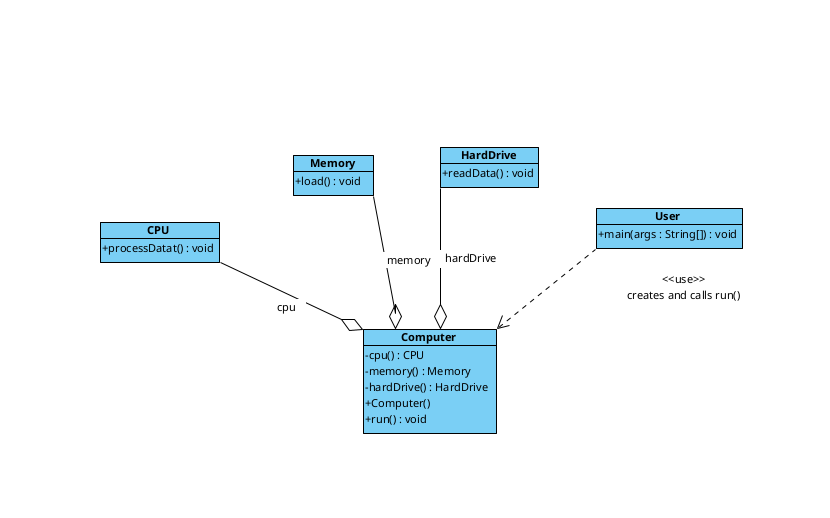 HardDrive
+readData() : void
Memory
+load() : void
User
+main(args : String[]) : void
CPU
+processDatat() : void
memory
hardDrive
<<use>>
creates and calls run()
cpu
Computer
-cpu() : CPU
-memory() : Memory
-hardDrive() : HardDrive
+Computer()
+run() : void